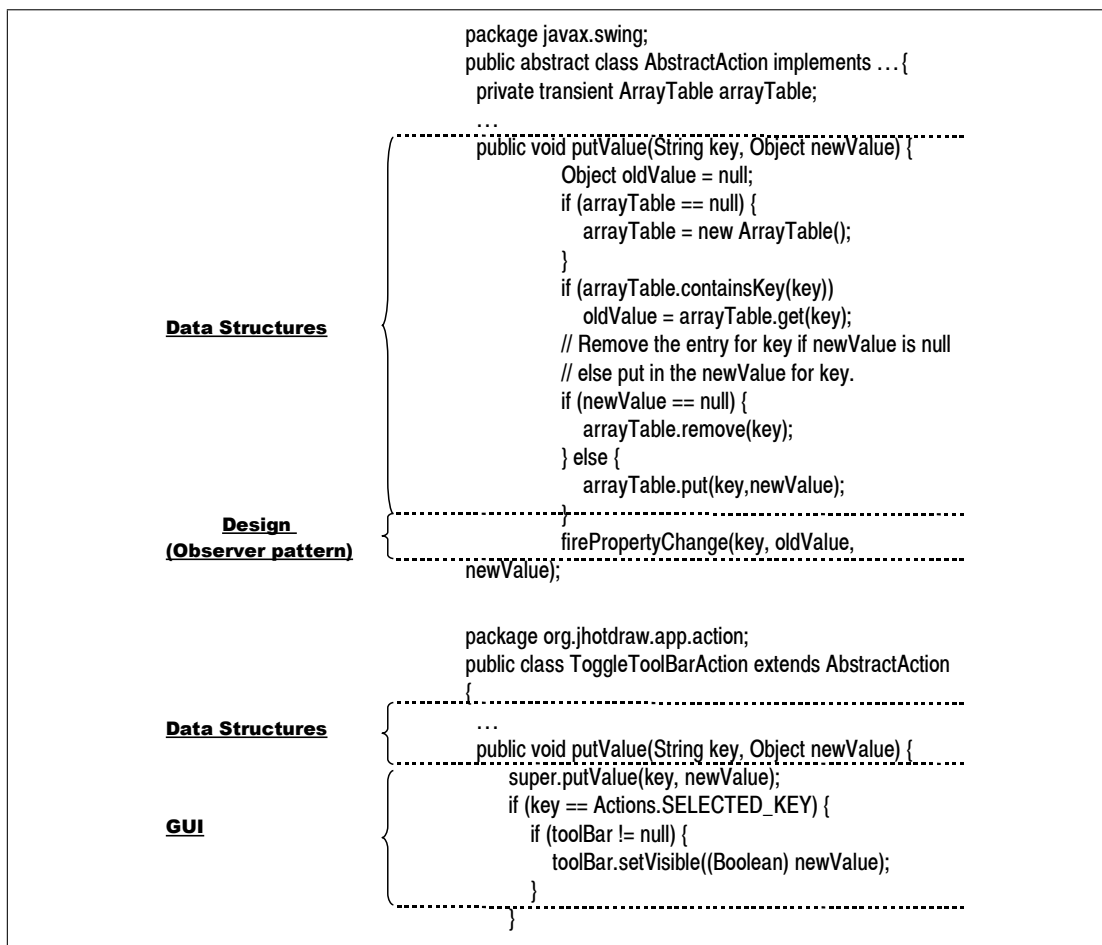 package javax.swing;
public abstract class AbstractAction implements ...{
private transient ArrayTable arrayTable;
...
public void putValue(String key, Object newValue) {
Object oldValue = null;
if (arrayTable == null) {
arrayTable = new ArrayTable();
}
if (arrayTable.containsKey(key))
Data Structures
oldValue = arrayTable.get(key);
// Remove the entry for key if newValue is null
// else put in the newValue for key.
if (newValue == null) {
arrayTable.remove(key);
} else {
arrayTable.put(key,newValue);
}
Design
(Observer pattern)
firePropertyChange(key, oldValue,
newValue);
package org.jhotdraw.app.action;
public class ToggleToolBarAction extends AbstractAction
{
Data Structures
...
public void putValue(String key, Object newValue) {
super.putValue(key, newValue);
if (key == Actions.SELECTED_KEY) {
GUI
if (toolBar != null) {
toolBar.setVisible((Boolean) newValue);
}
}